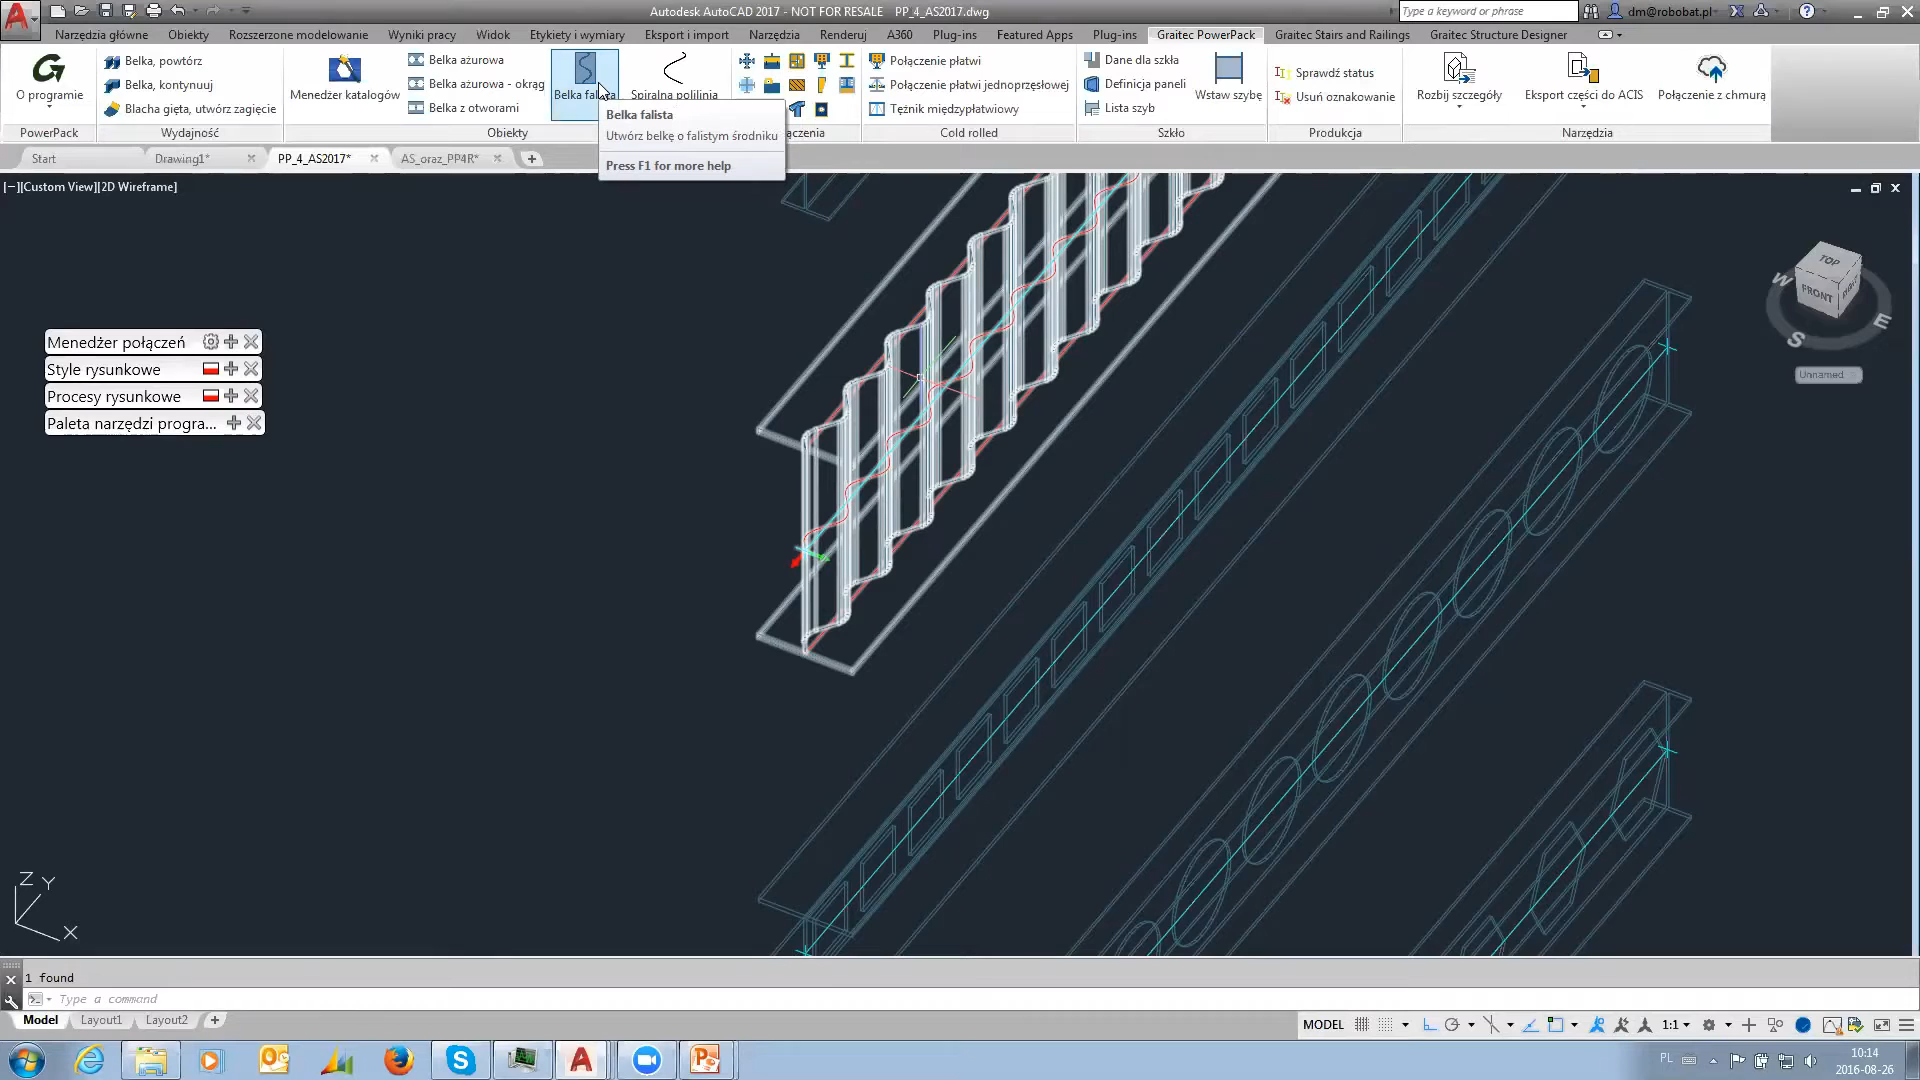 Autodesk AutoCAD 2017 - NOT FOR RESALE PP_4_AS2017.dwg
Type a keyword or phrase
dm@robobat.pl
Narzędzia główne Obiekty Rozszerzone modelowanie Wyniki pracy Widok Etykiety i wymiary Eksport i import Narzędzia Renderuj A360 Plug-ins Featured Apps Plug-ins Graitec PowerPack Graitec Stairs and Railings Graitec Structure Designer
O programie
PowerPack
Belka, powtórz
Belka, kontynuuj
Blacha gięta, utwórz zagięcie
Wydajność
Menedżer katalogów
Belka ażurowa
Belka ażurowa - okrąg
Belka z otworami
Belka falista
Spiralna polilinia
Obiekty
Belka falista
Utwórz belkę o falistym środniku
Press F1 for more help
Połączenie płatwi
Połączenie płatwi jednoprzęsłowej
Tężnik międzypłatwiowy
Cold rolled
Dane dla szkła
Definicja paneli
Lista szyb
Wstaw szybę
Szkło
Sprawdź status
Usuń oznakowanie
Produkcja
Rozbij szczegóły
Eksport części do ACIS
Połączenie z chmurą
Narzędzia
Start Drawing1* PP_4_AS2017* AS_oraz_PP4R*
[−][Custom View][2D Wireframe]
Menedżer połączeń
Style rysunkowe
Procesy rysunkowe
Paleta narzędzi progra...
TOP
FRONT
W
S
E
Unnamed
Z Y
X
1 found
Type a command
Model Layout1 Layout2
MODEL
1:1
PL
10:14
2016-08-26